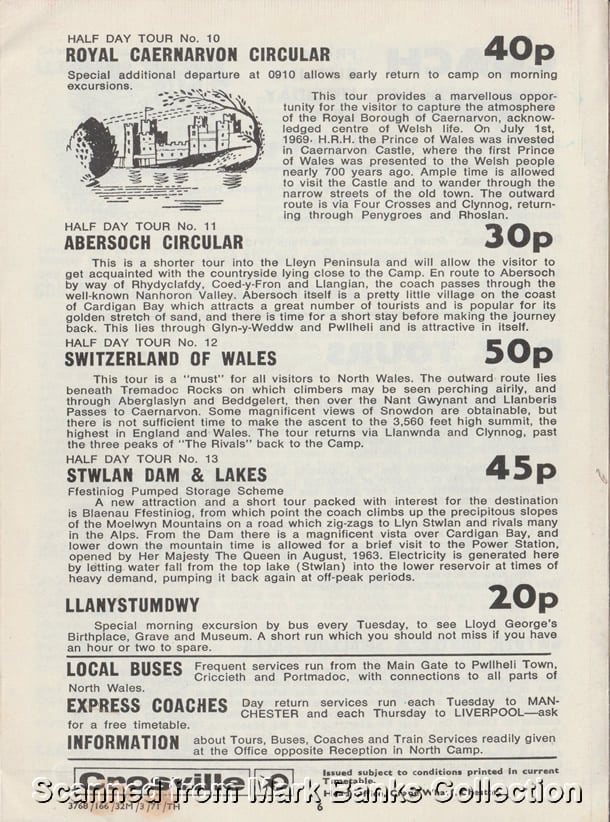 HALF DAY TOUR No. 10
ROYAL CAERNARVON CIRCULAR 40p
Special additional departure at 0910 allows early return to camp on morning
excursions.
This tour provides a marvellous oppor-
tunity for the visitor to capture the atmosphere
of the Royal Borough of Caernarvon, acknow-
ledged centre of Welsh life. On July 1st,
1969, H.R.H. the Prince of Wales was invested
in Caernarvon Castle, where the first Prince
of Wales was presented to the Welsh people
nearly 700 years ago. Ample time is allowed
to visit the Castle and to wander through the
narrow streets of the old town. The outward
route is via Four Crosses and Clynnog, return-
ing through Penygroes and Rhoslan.
HALF DAY TOUR No. 11
ABERSOCH CIRCULAR 30p
This is a shorter tour into the Lleyn Peninsula and will allow the visitor to
get acquainted with the countryside lying close to the Camp. En route to Abersoch
by way of Rhydyclafdy, Coed-y-Fron and Llangian, the coach passes through the
well-known Nanhoron Valley. Abersoch itself is a pretty little village on the coast
of Cardigan Bay which attracts a great number of tourists and is popular for its
golden stretch of sand, and there is time for a short stay before making the journey
back. This lies through Glyn-y-Weddw and Pwllheli and is attractive in itself.
HALF DAY TOUR No. 12
SWITZERLAND OF WALES 50p
This tour is a "must" for all visitors to North Wales. The outward route lies
beneath Tremadoc Rocks on which climbers may be seen perching airily, and
through Aberglaslyn and Beddgelert, then over the Nant Gwynant and Llanberis
Passes to Caernarvon. Some magnificent views of Snowdon are obtainable, but
there is not sufficient time to make the ascent to the 3,560 feet high summit, the
highest in England and Wales. The tour returns via Llanwnda and Clynnog, past
the three peaks of "The Rivals" back to the Camp.
HALF DAY TOUR No. 13
STWLAN DAM & LAKES 45p
Ffestiniog Pumped Storage Scheme
A new attraction and a short tour packed with interest for the destination
is Blaenau Ffestiniog, from which point the coach climbs up the precipitous slopes
of the Moelwyn Mountains on a road which zig-zags to Llyn Stwlan and rivals many
in the Alps. From the Dam there is a magnificent vista over Cardigan Bay, and
lower down the mountain time is allowed for a brief visit to the Power Station,
opened by Her Majesty The Queen in August, 1963. Electricity is generated here
by letting water fall from the top lake (Stwlan) into the lower reservoir at times of
heavy demand, pumping it back again at off-peak periods.
LLANYSTUMDWY 20p
Special morning excursion by bus every Tuesday, to see Lloyd George's
Birthplace, Grave and Museum. A short run which you should not miss if you have
an hour or two to spare.
LOCAL BUSES Frequent services run from the Main Gate to Pwllheli Town,
Criccieth and Portmadoc, with connections to all parts of
North Wales.
EXPRESS COACHES Day return services run each Tuesday to MAN-
CHESTER and each Thursday to LIVERPOOL—ask
for a free timetable.
INFORMATION about Tours, Buses, Coaches and Train Services readily given
at the Office opposite Reception in North Camp.
Crosville
Issued subject to conditions printed in current
Timetable.
Head Office, Crane Wharf, Chester
Scanned from Mark Banks Collection
3768/166/32M/3/71/TH
6